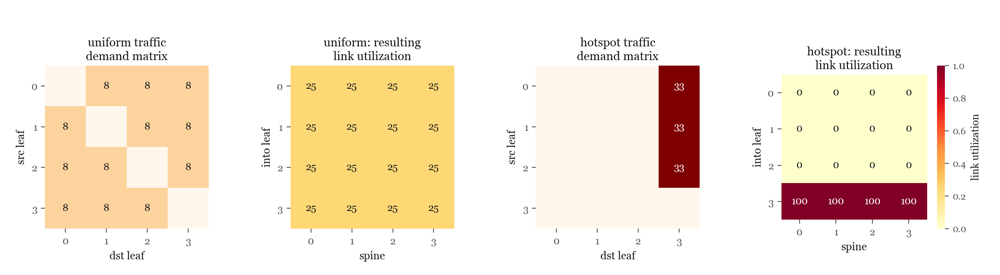 uniform traffic
demand matrix
src leaf
0
8 8 8
1
8 8 8
2
8 8 8
3
8 8 8
0 1 2 3
dst leaf
uniform: resulting
link utilization
into leaf
0
25 25 25 25
1
25 25 25 25
2
25 25 25 25
3
25 25 25 25
0 1 2 3
spine
hotspot traffic
demand matrix
src leaf
0
33
1
33
2
33
3
0 1 2 3
dst leaf
hotspot: resulting
link utilization
into leaf
0
0 0 0 0
1
0 0 0 0
2
0 0 0 0
3
100 100 100 100
0 1 2 3
spine
1.0
0.8
0.6
0.4
0.2
0.0
link utilization